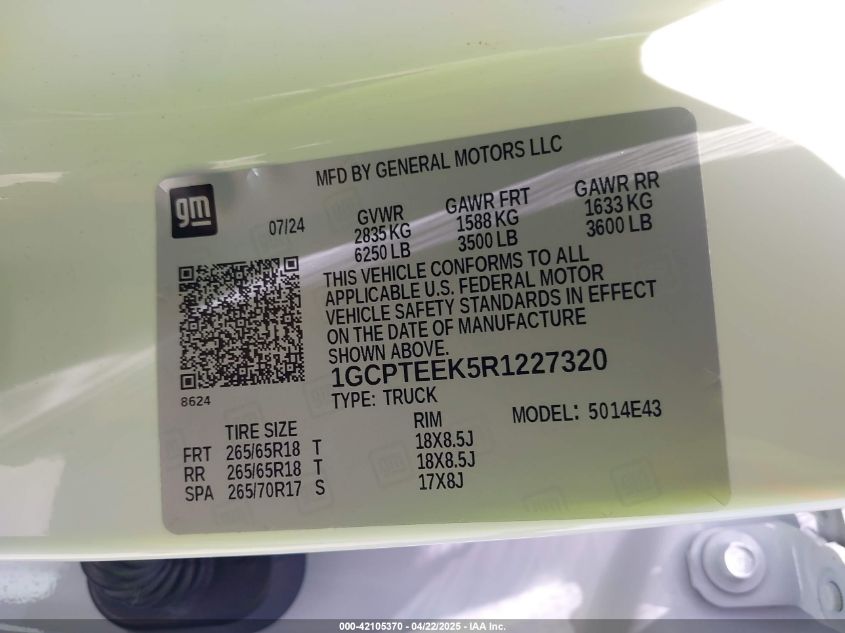 MFD BY GENERAL MOTORS LLC
gm
07/24
GVWR
2835 KG
6250 LB
GAWR FRT
1588 KG
3500 LB
GAWR RR
1633 KG
3600 LB
THIS VEHICLE CONFORMS TO ALL
APPLICABLE U.S. FEDERAL MOTOR
VEHICLE SAFETY STANDARDS IN EFFECT
ON THE DATE OF MANUFACTURE
SHOWN ABOVE.
1GCPTEEK5R1227320
8624
TYPE: TRUCK
MODEL: 5014E43
TIRE SIZE RIM
FRT 265/65R18 T 18X8.5J
RR 265/65R18 T 18X8.5J
SPA 265/70R17 S 17X8J
000-42105370 - 04/22/2025 - IAA Inc.